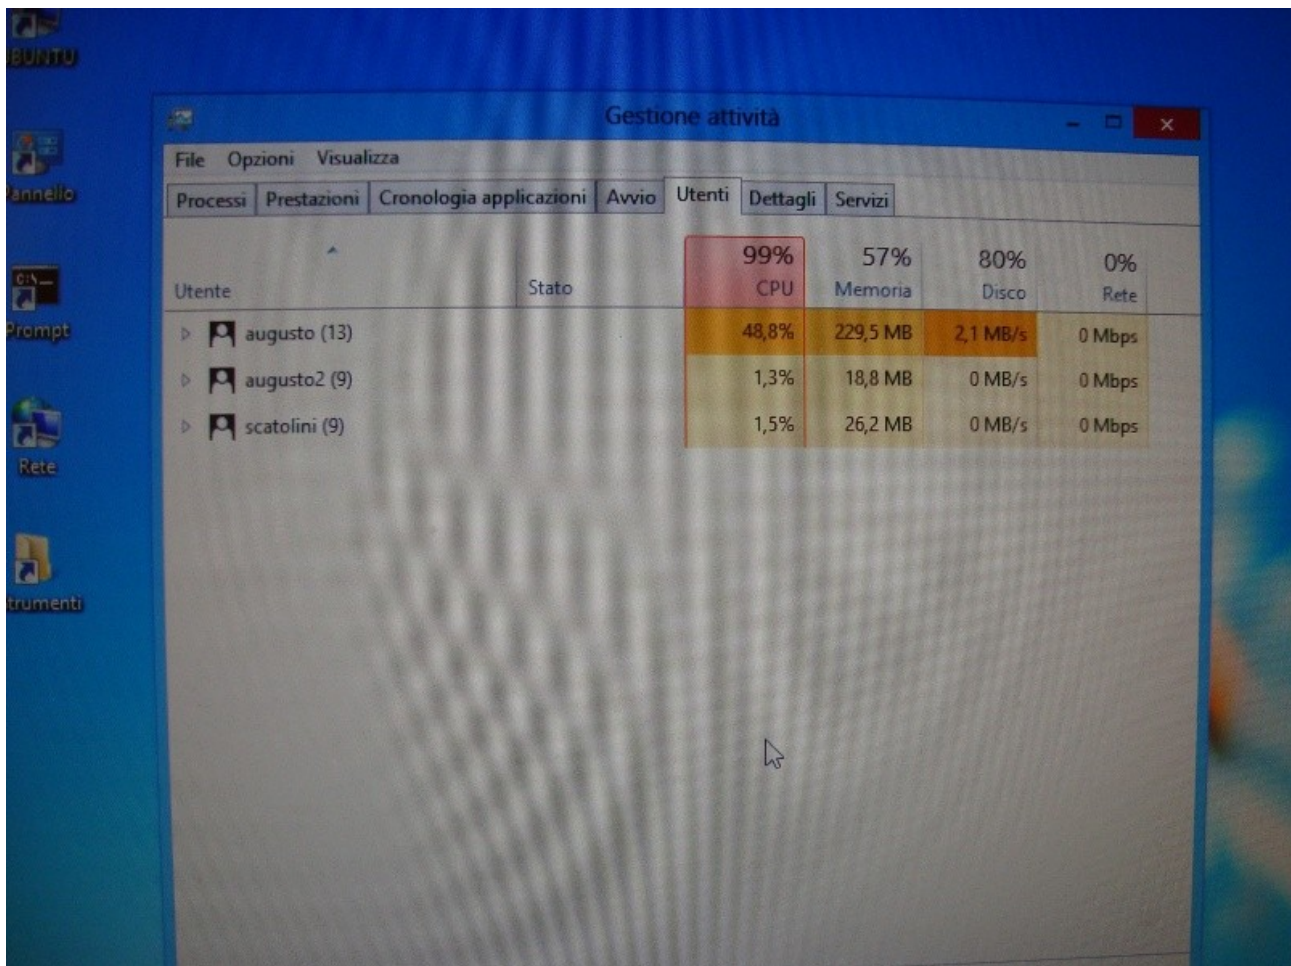 UBUNTU
Gestione attività
File Opzioni Visualizza
Pannello
Processi Prestazioni Cronologia applicazioni Avvio Utenti Dettagli Servizi
99% 57% 80% 0%
Utente Stato CPU Memoria Disco Rete
C:\
Prompt
augusto (13) 48,8% 229,5 MB 2,1 MB/s 0 Mbps
augusto2 (9) 1,3% 18,8 MB 0 MB/s 0 Mbps
scatolini (9) 1,5% 26,2 MB 0 MB/s 0 Mbps
Rete
trumenti